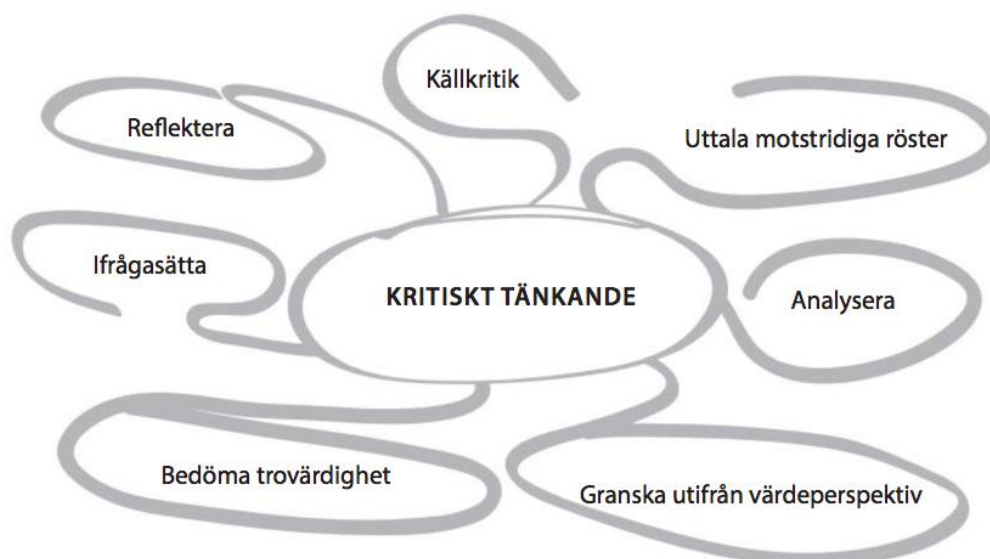 Källkritik
Reflektera
Uttala motstridiga röster
Ifrågasätta
KRITISKT TÄNKANDE
Analysera
Bedöma trovärdighet
Granska utifrån värdeperspektiv